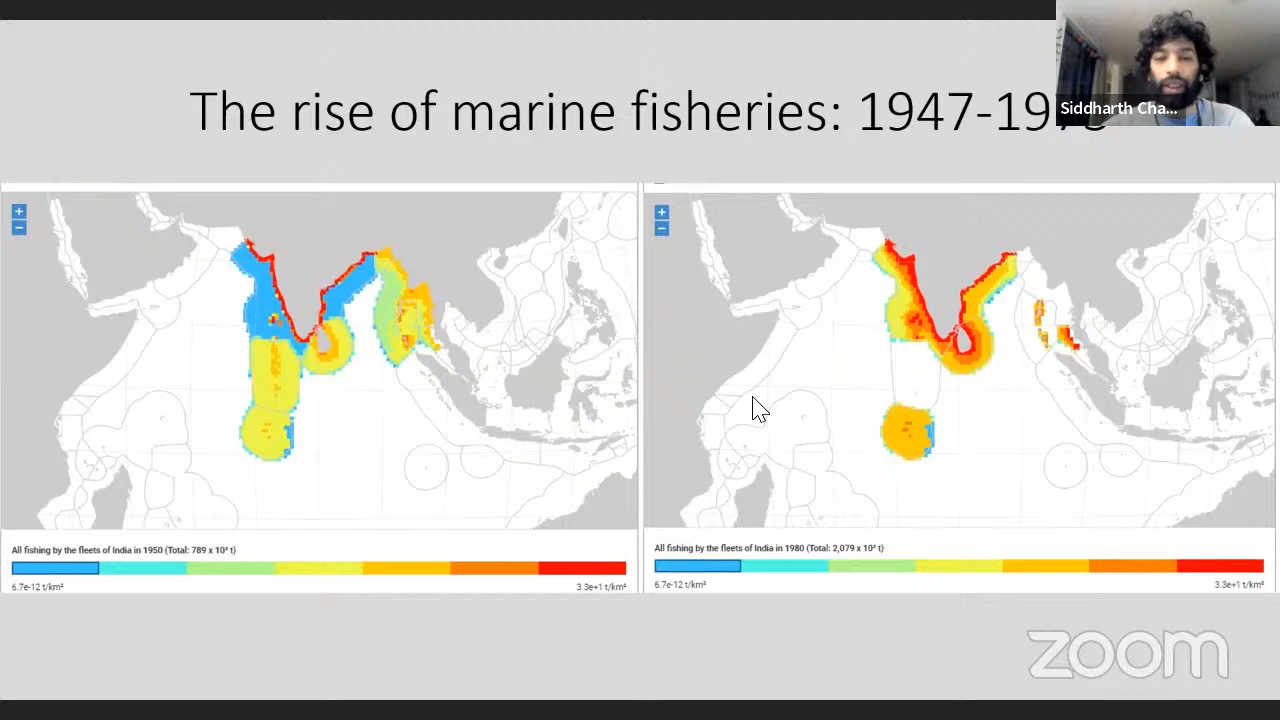 The rise of marine fisheries: 1947-19
Siddharth Cha...
+
−
+
−
All fishing by the fleets of India in 1950 (Total: 789 x 10³ t)
6.7e-12 t/km²
3.3e+1 t/km²
All fishing by the fleets of India in 1980 (Total: 2,079 x 10³ t)
6.7e-12 t/km²
3.3e+1 t/km²
zoom